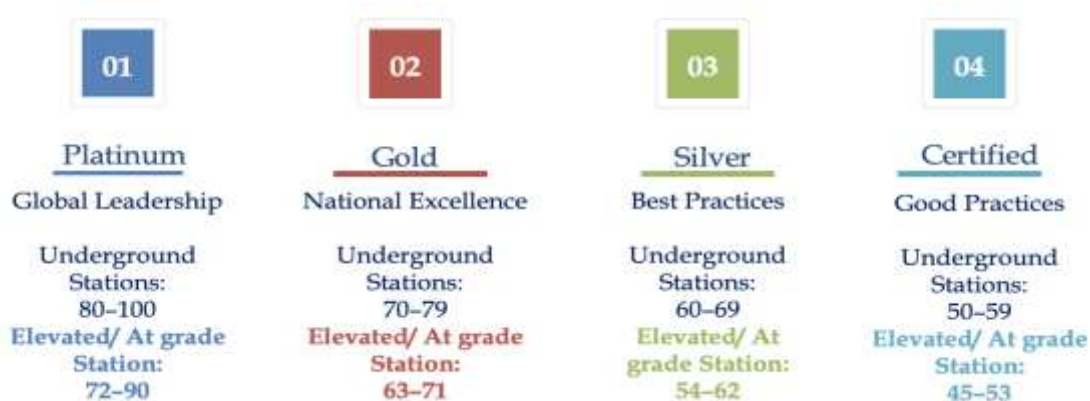 01
Platinum
Global Leadership
Underground
Stations:
80–100
Elevated/ At grade
Station:
72–90
02
Gold
National Excellence
Underground
Stations:
70–79
Elevated/ At grade
Station:
63–71
03
Silver
Best Practices
Underground
Stations:
60–69
Elevated/ At
grade Station:
54–62
04
Certified
Good Practices
Underground
Stations:
50–59
Elevated/ At grade
Station:
45–53